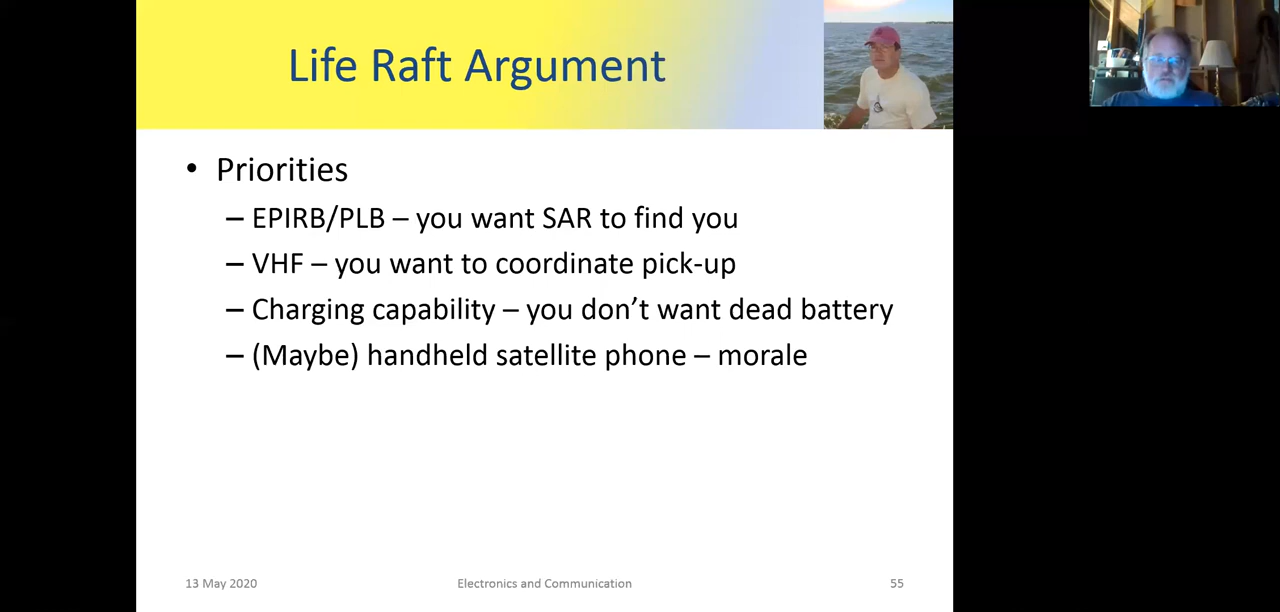 Life Raft Argument
• Priorities
– EPIRB/PLB – you want SAR to find you
– VHF – you want to coordinate pick-up
– Charging capability – you don’t want dead battery
– (Maybe) handheld satellite phone – morale
13 May 2020
Electronics and Communication
55